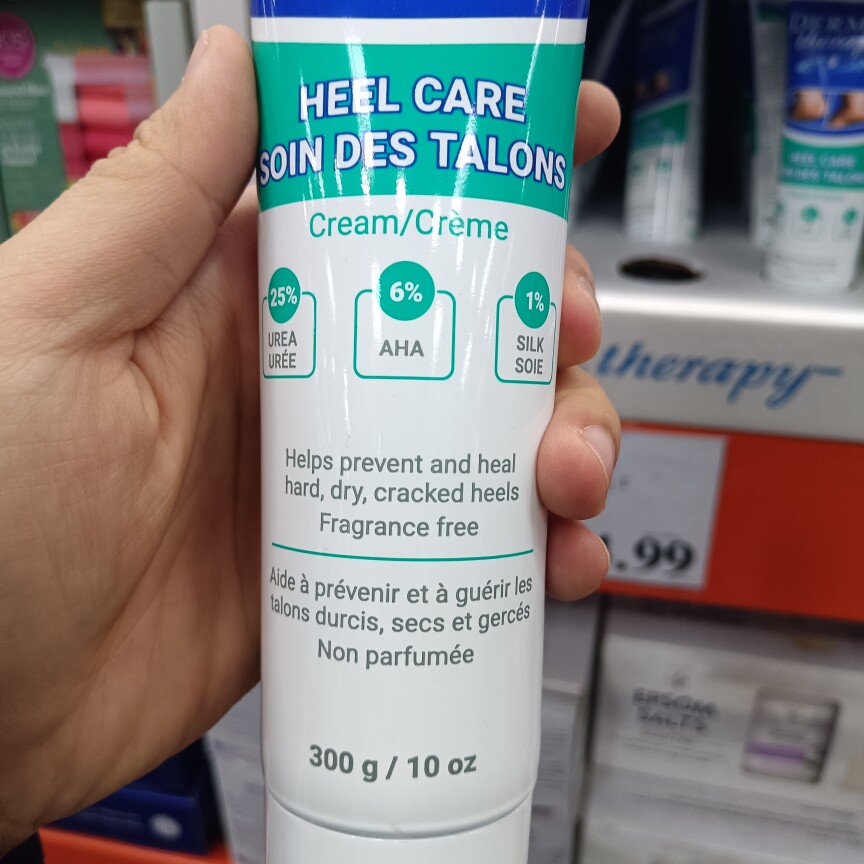 HEEL CARE
SOIN DES TALONS
Cream/Crème
25%
UREA
URÉE
6%
AHA
1%
SILK
SOIE
Helps prevent and heal
hard, dry, cracked heels
Fragrance free
Aide à prévenir et à guérir les
talons durcis, secs et gercés
Non parfumée
300 g / 10 oz
therapy
.99
EPSOM
SALTS
HEEL CARE